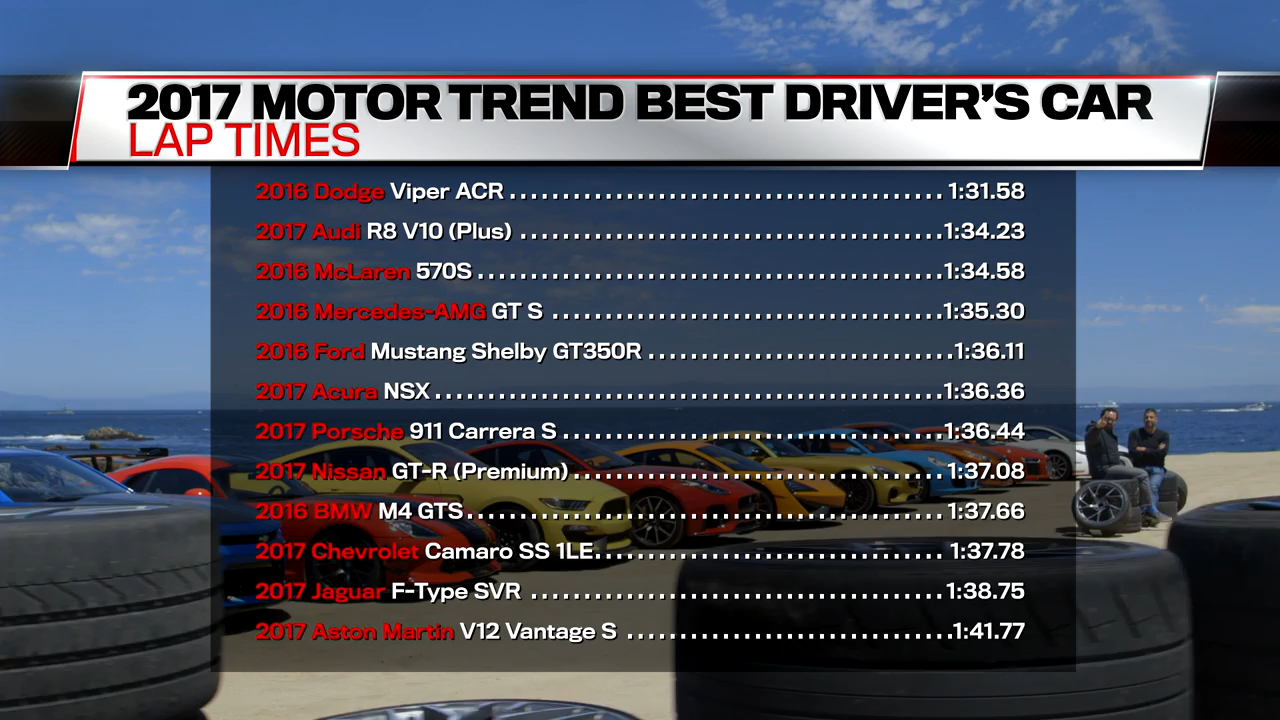 2017 MOTOR TREND BEST DRIVER'S CAR
LAP TIMES
2016 Dodge Viper ACR 1:31.58
2017 Audi R8 V10 (Plus) 1:34.23
2016 McLaren 570S 1:34.58
2016 Mercedes-AMG GT S 1:35.30
2016 Ford Mustang Shelby GT350R 1:36.11
2017 Acura NSX 1:36.36
2017 Porsche 911 Carrera S 1:36.44
2017 Nissan GT-R (Premium) 1:37.08
2016 BMW M4 GTS 1:37.66
2017 Chevrolet Camaro SS 1LE 1:37.78
2017 Jaguar F-Type SVR 1:38.75
2017 Aston Martin V12 Vantage S 1:41.77